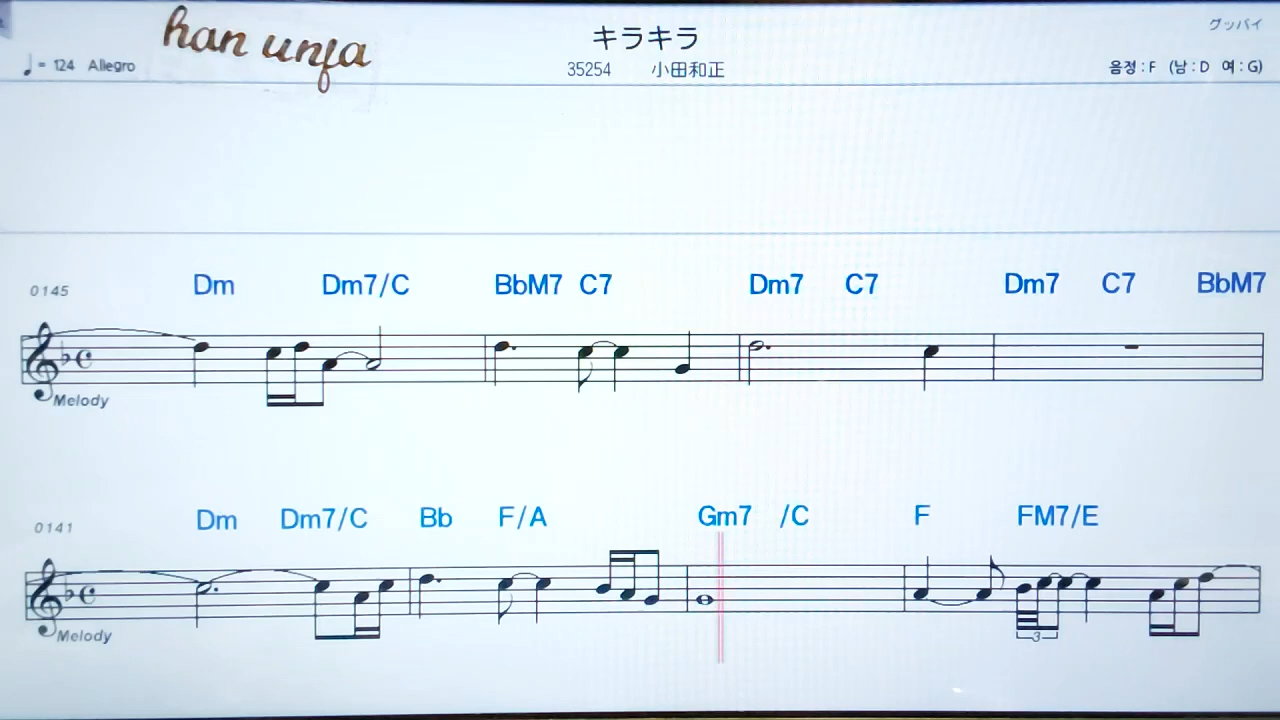 han unja
キラキラ
グッバイ
♩= 124 Allegro
35254 小田和正
음정 : F (남 : D 여 : G)
0145
Dm Dm7/C BbM7 C7 Dm7 C7 Dm7 C7 BbM7
Melody
0141
Dm Dm7/C Bb F/A Gm7 /C F FM7/E
Melody
3